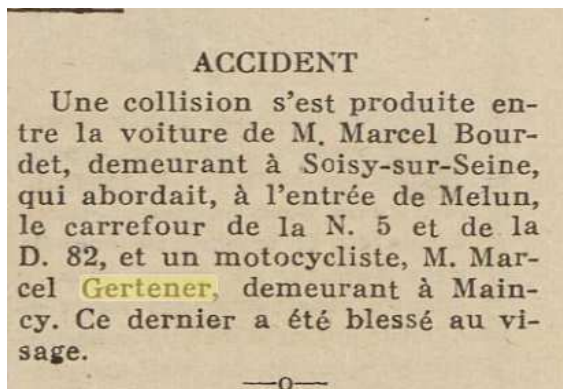 ACCIDENT
Une collision s'est produite en-
tre la voiture de M. Marcel Bour-
det, demeurant à Soisy-sur-Seine,
qui abordait, à l'entrée de Melun,
le carrefour de la N. 5 et de la
D. 82, et un motocycliste, M. Mar-
cel Gertener, demeurant à Main-
cy. Ce dernier a été blessé au vi-
sage.
—o—